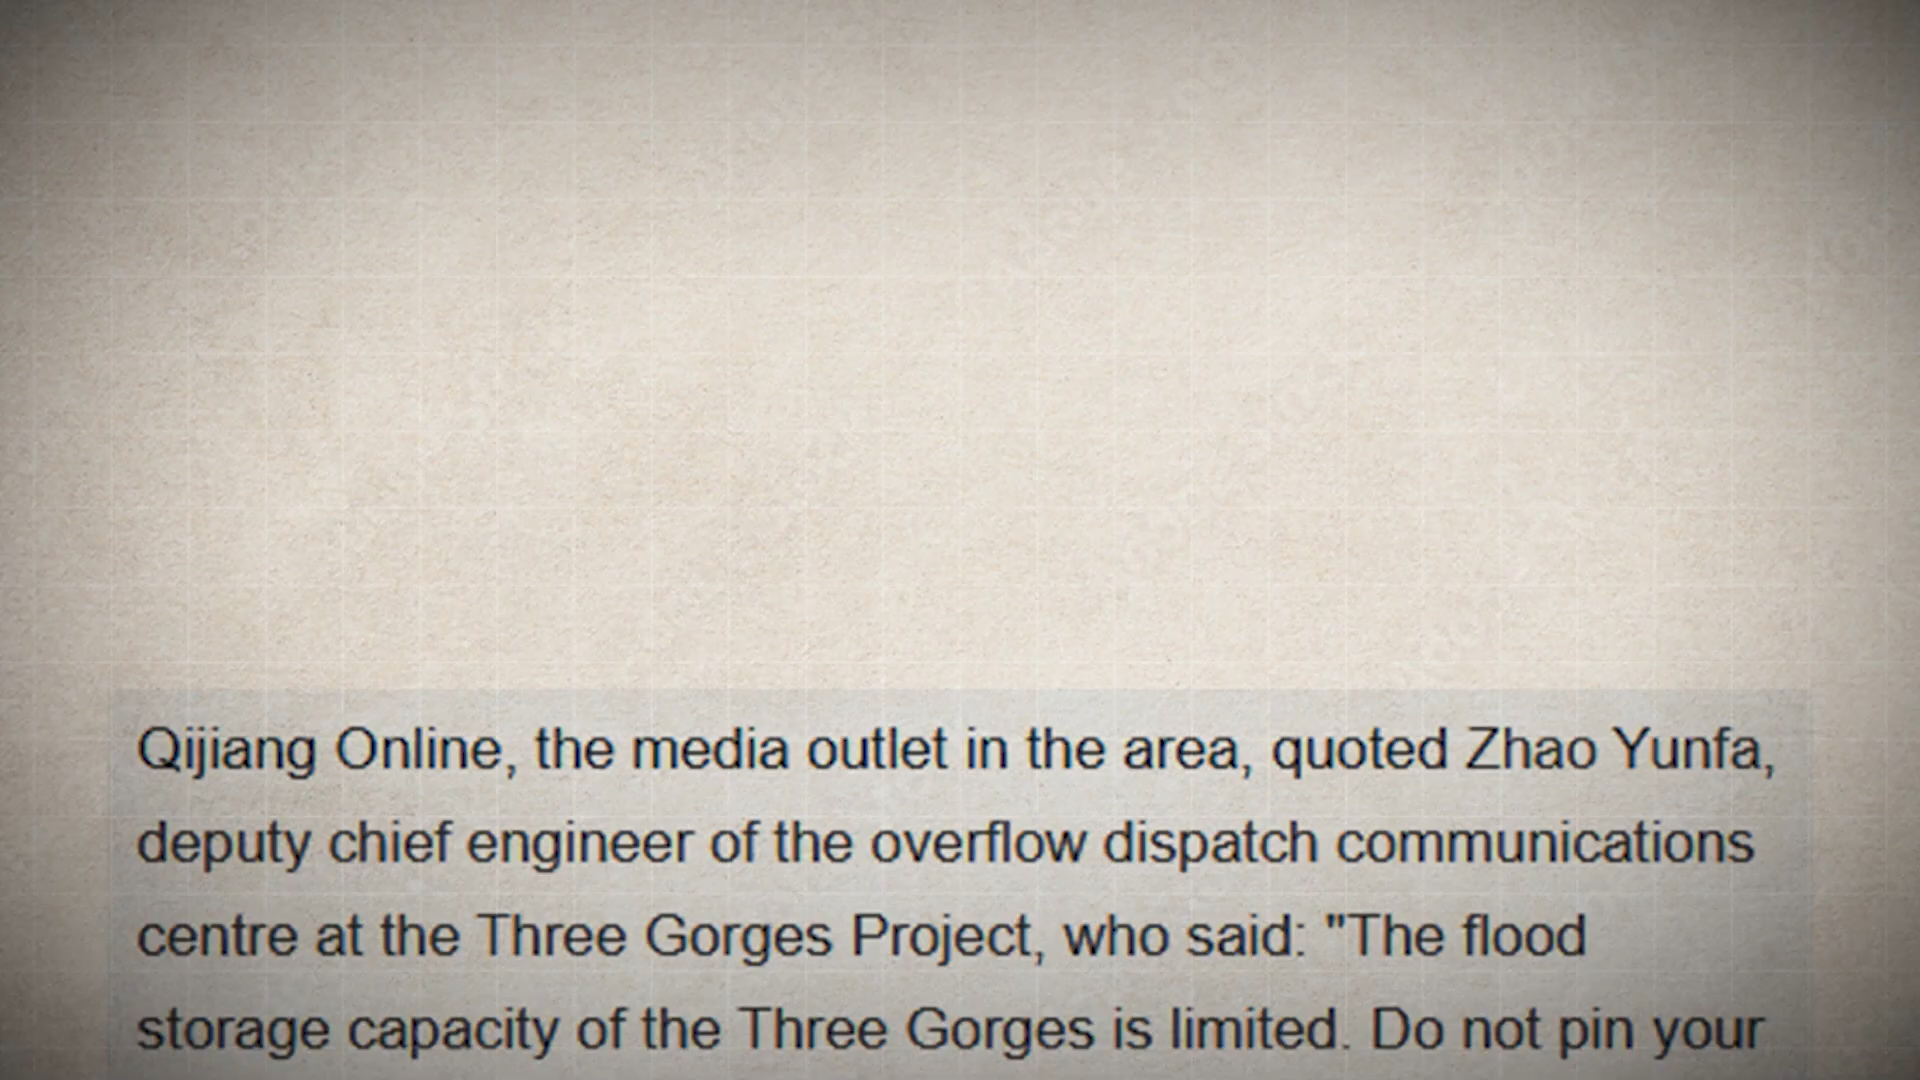 Qijiang Online, the media outlet in the area, quoted Zhao Yunfa,
deputy chief engineer of the overflow dispatch communications
centre at the Three Gorges Project, who said: "The flood
storage capacity of the Three Gorges is limited. Do not pin your